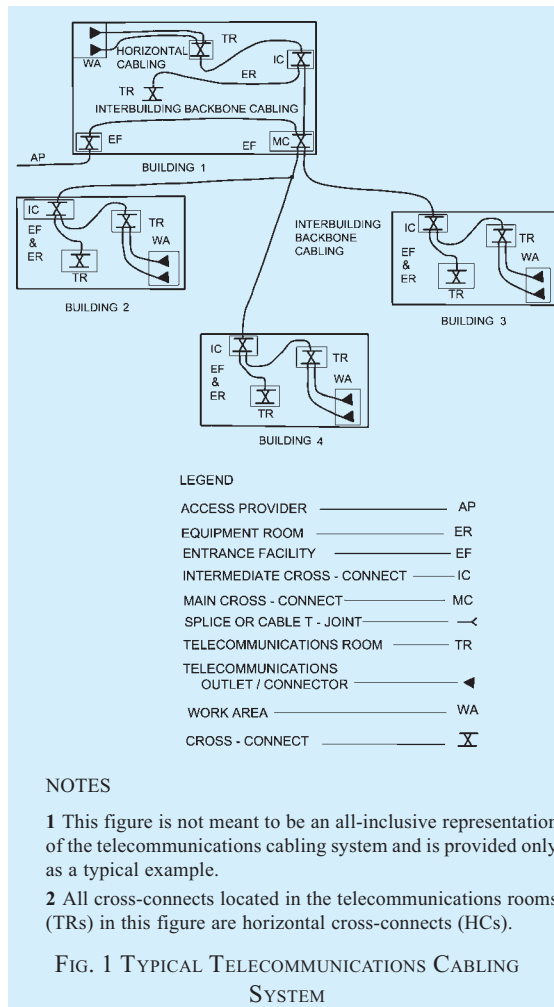 TR
HORIZONTAL
CABLING
WA
IC
ER
TR
INTERBUILDING BACKBONE CABLING
EF
EF
MC
AP
BUILDING 1
IC
TR
EF
&
ER
WA
TR
BUILDING 2
INTERBUILDING
BACKBONE
CABLING
IC
TR
EF
&
ER
WA
TR
BUILDING 3
IC
TR
EF
&
ER
WA
TR
BUILDING 4
LEGEND
ACCESS PROVIDER AP
EQUIPMENT ROOM ER
ENTRANCE FACILITY EF
INTERMEDIATE CROSS - CONNECT IC
MAIN CROSS - CONNECT MC
SPLICE OR CABLE T - JOINT
TELECOMMUNICATIONS ROOM TR
TELECOMMUNICATIONS
OUTLET / CONNECTOR
WORK AREA WA
CROSS - CONNECT
NOTES
1 This figure is not meant to be an all-inclusive representation
of the telecommunications cabling system and is provided only
as a typical example.
2 All cross-connects located in the telecommunications rooms
(TRs) in this figure are horizontal cross-connects (HCs).
FIG. 1 TYPICAL TELECOMMUNICATIONS CABLING
SYSTEM